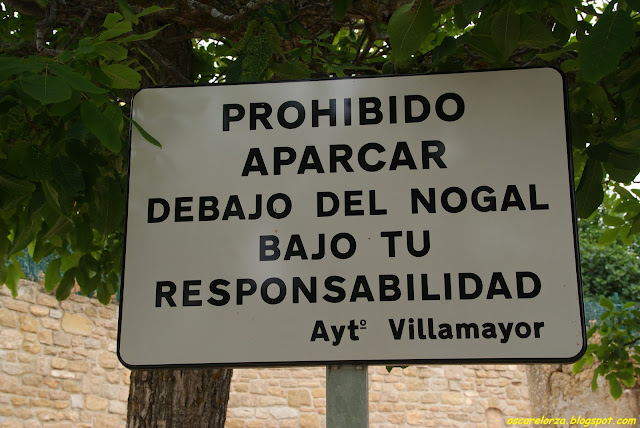 PROHIBIDO
APARCAR
DEBAJO DEL NOGAL
BAJO TU
RESPONSABILIDAD
Aytº Villamayor
oscarelorza.blogspot.com